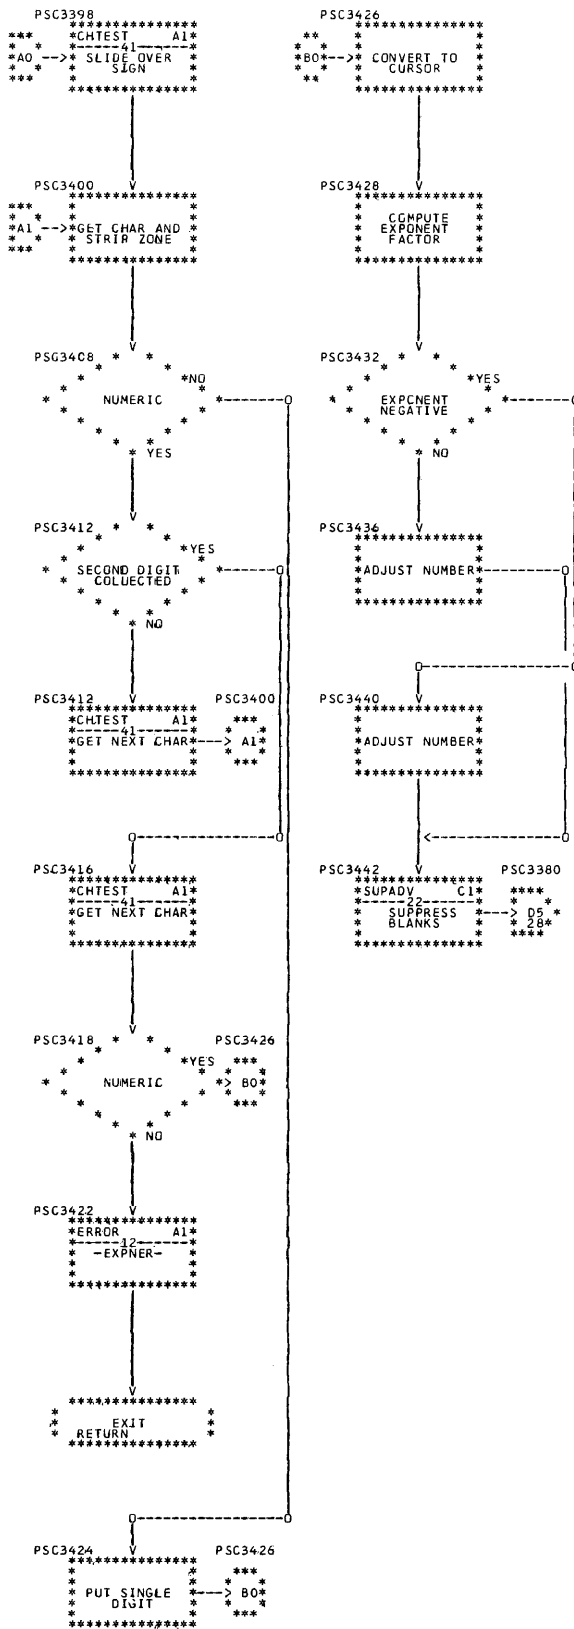 PSC3398
CHTEST A1
41
A0 --> SLIDE OVER
SIGN
PSC3400
A1 --> GET CHAR AND
STRIP ZONE
PSG3408
NO
NUMERIC
YES
PSC3412
YES
SECOND DIGIT
COLLECTED
NO
PSC3412 PSC3400
CHTEST A1
41
GET NEXT CHAR --> A1
PSC3416
CHTEST A1
41
GET NEXT CHAR
PSC3418 PSC3426
YES
NUMERIC > B0
NO
PSC3422
ERROR A1
12
-EXPNER-
EXIT
RETURN
PSC3424 PSC3426
PUT SINGLE --> B0
DIGIT
PSC3426
B0 --> CONVERT TO
CURSOR
PSC3428
COMPUTE
EXPONENT
FACTOR
PSC3432
YES
EXPONENT
NEGATIVE
NO
PSC3436
ADJUST NUMBER
PSC3440
ADJUST NUMBER
PSC3442 PSC3380
SUPADV C1
22
SUPPRESS --> D5
BLANKS 28